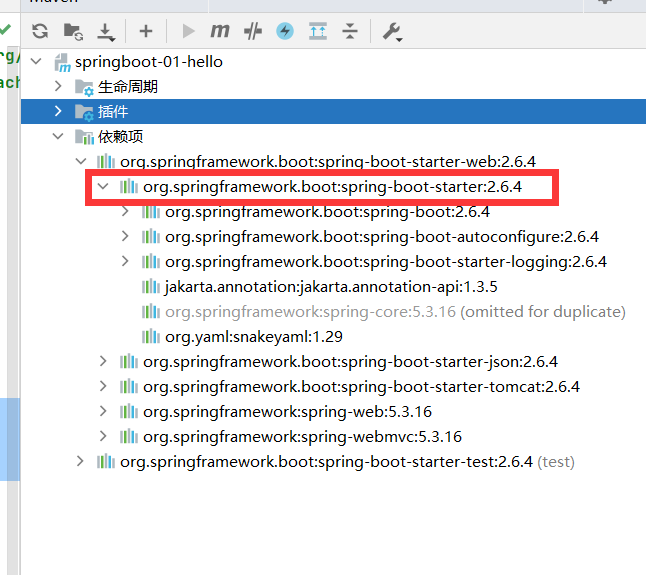 Maven
rg/
ach
springboot-01-hello
生命周期
插件
依赖项
org.springframework.boot:spring-boot-starter-web:2.6.4
org.springframework.boot:spring-boot-starter:2.6.4
org.springframework.boot:spring-boot:2.6.4
org.springframework.boot:spring-boot-autoconfigure:2.6.4
org.springframework.boot:spring-boot-starter-logging:2.6.4
jakarta.annotation:jakarta.annotation-api:1.3.5
org.springframework:spring-core:5.3.16 (omitted for duplicate)
org.yaml:snakeyaml:1.29
org.springframework.boot:spring-boot-starter-json:2.6.4
org.springframework.boot:spring-boot-starter-tomcat:2.6.4
org.springframework:spring-web:5.3.16
org.springframework:spring-webmvc:5.3.16
org.springframework.boot:spring-boot-starter-test:2.6.4 (test)